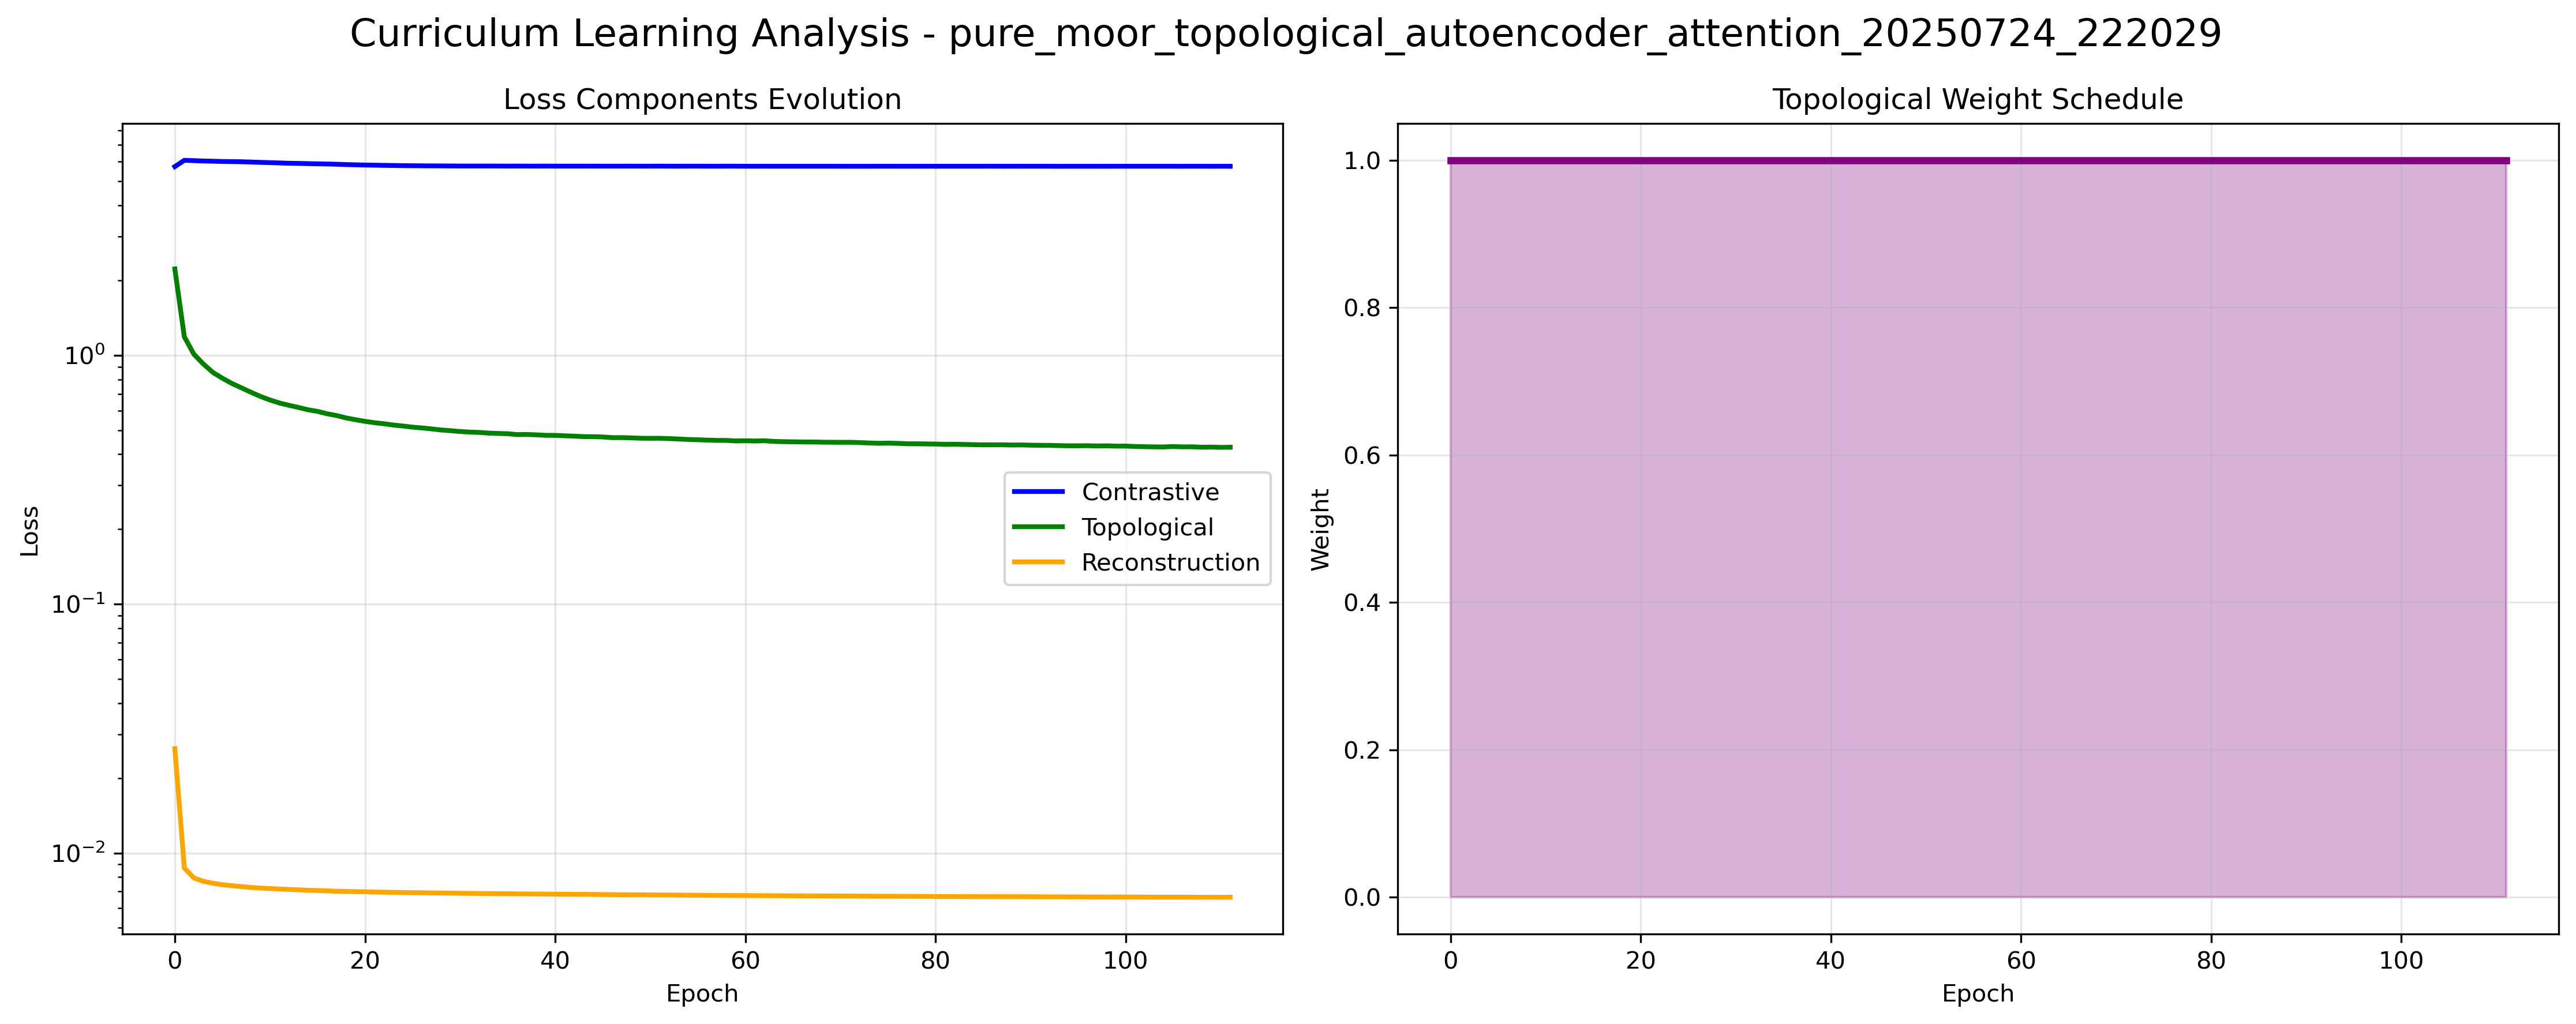 Curriculum Learning Analysis - pure_moor_topological_autoencoder_attention_20250724_222029
Loss Components Evolution
Loss
10⁰
10⁻¹
10⁻²
0 20 40 60 80 100
Epoch
Contrastive
Topological
Reconstruction
Topological Weight Schedule
Weight
1.0
0.8
0.6
0.4
0.2
0.0
0 20 40 60 80 100
Epoch